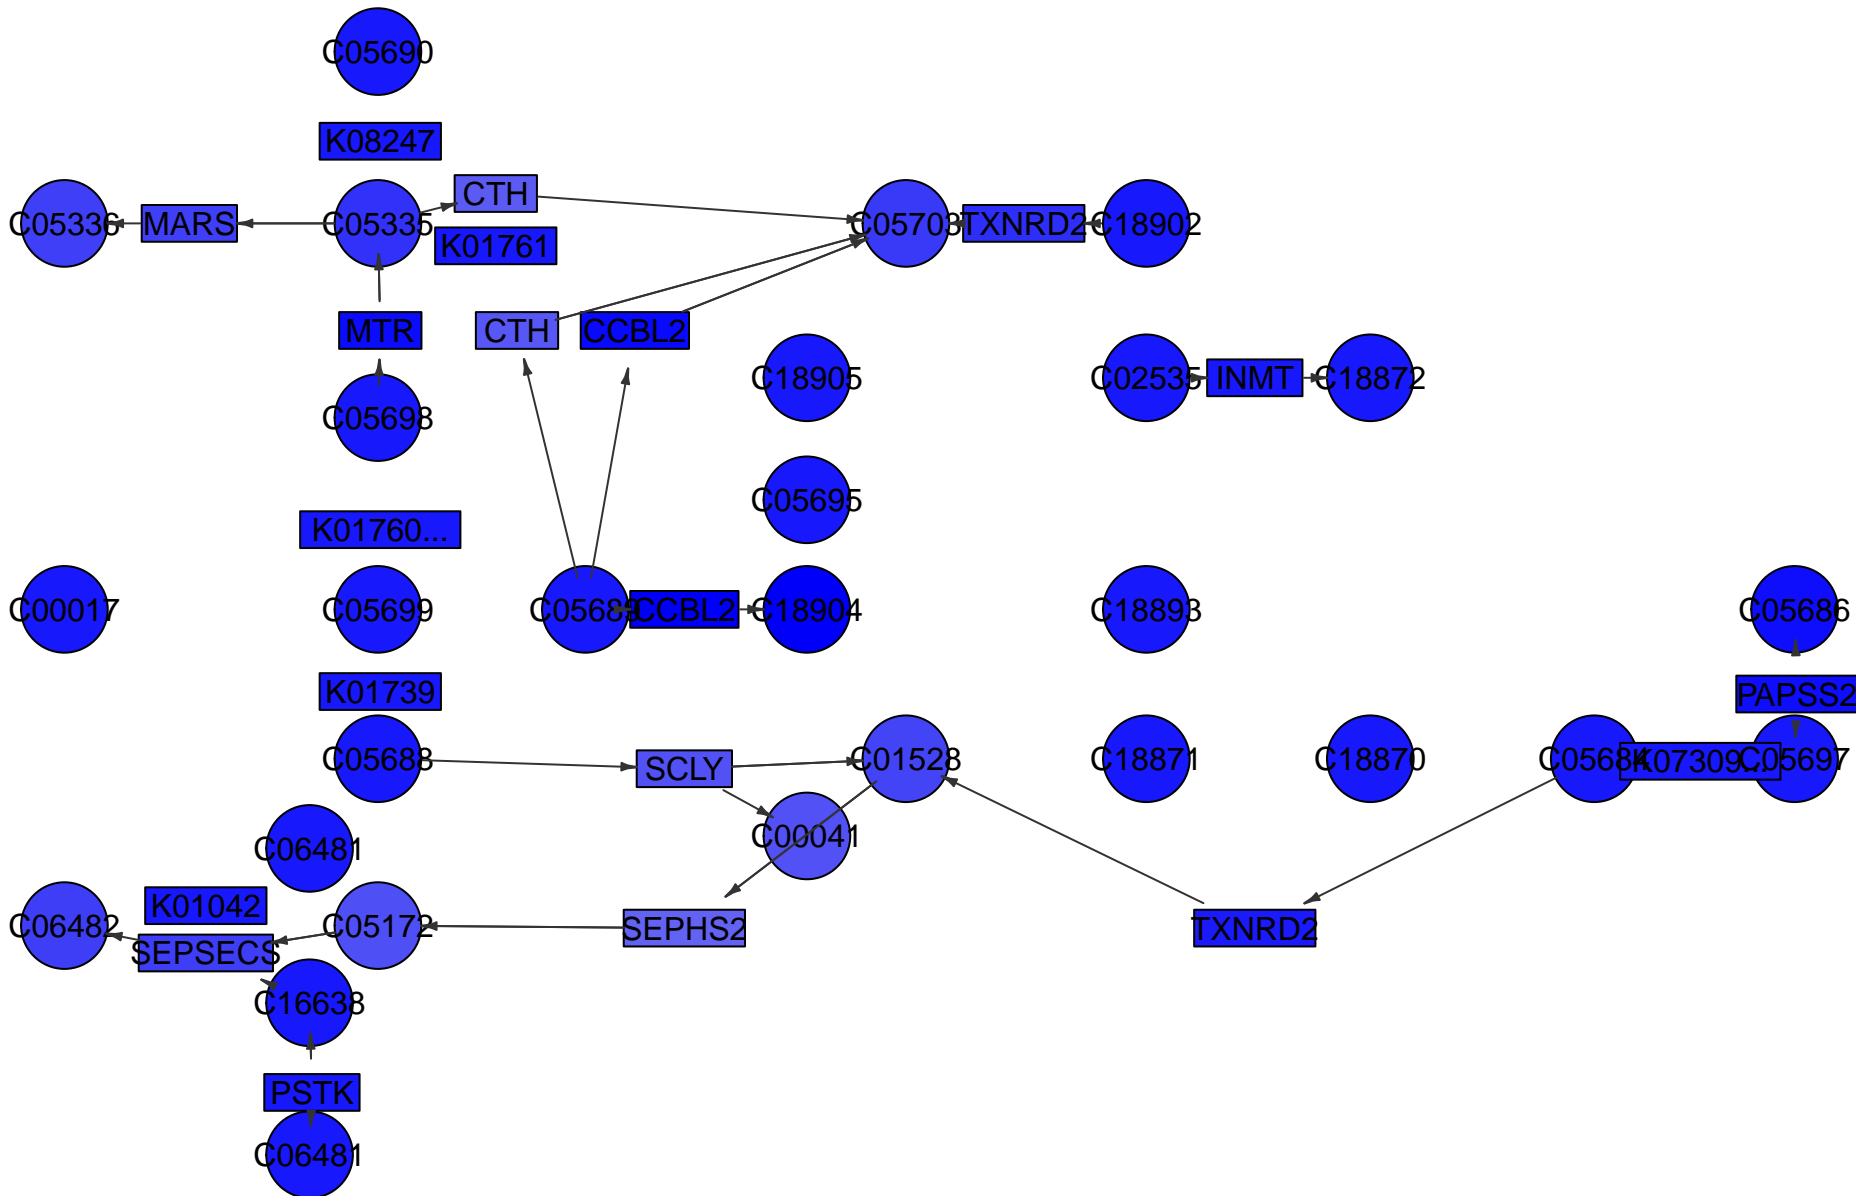 C05690
K08247
CTH
C05336
MARS
C05335
C05703
TXNRD2
C18902
K01761
MTR
CTH
CCBL2
C18905
C02535
INMT
C18872
C05698
C05695
K01760...
C00017
C05699
C05689
CCBL2
C18904
C18893
C05686
K01739
PAPSS2
C05688
SCLY
C01528
C18871
C18870
C05684
K07309...
C05697
C00041
C06481
K01042
C06482
SEPSECS
C05172
SEPHS2
TXNRD2
C16638
PSTK
C06481